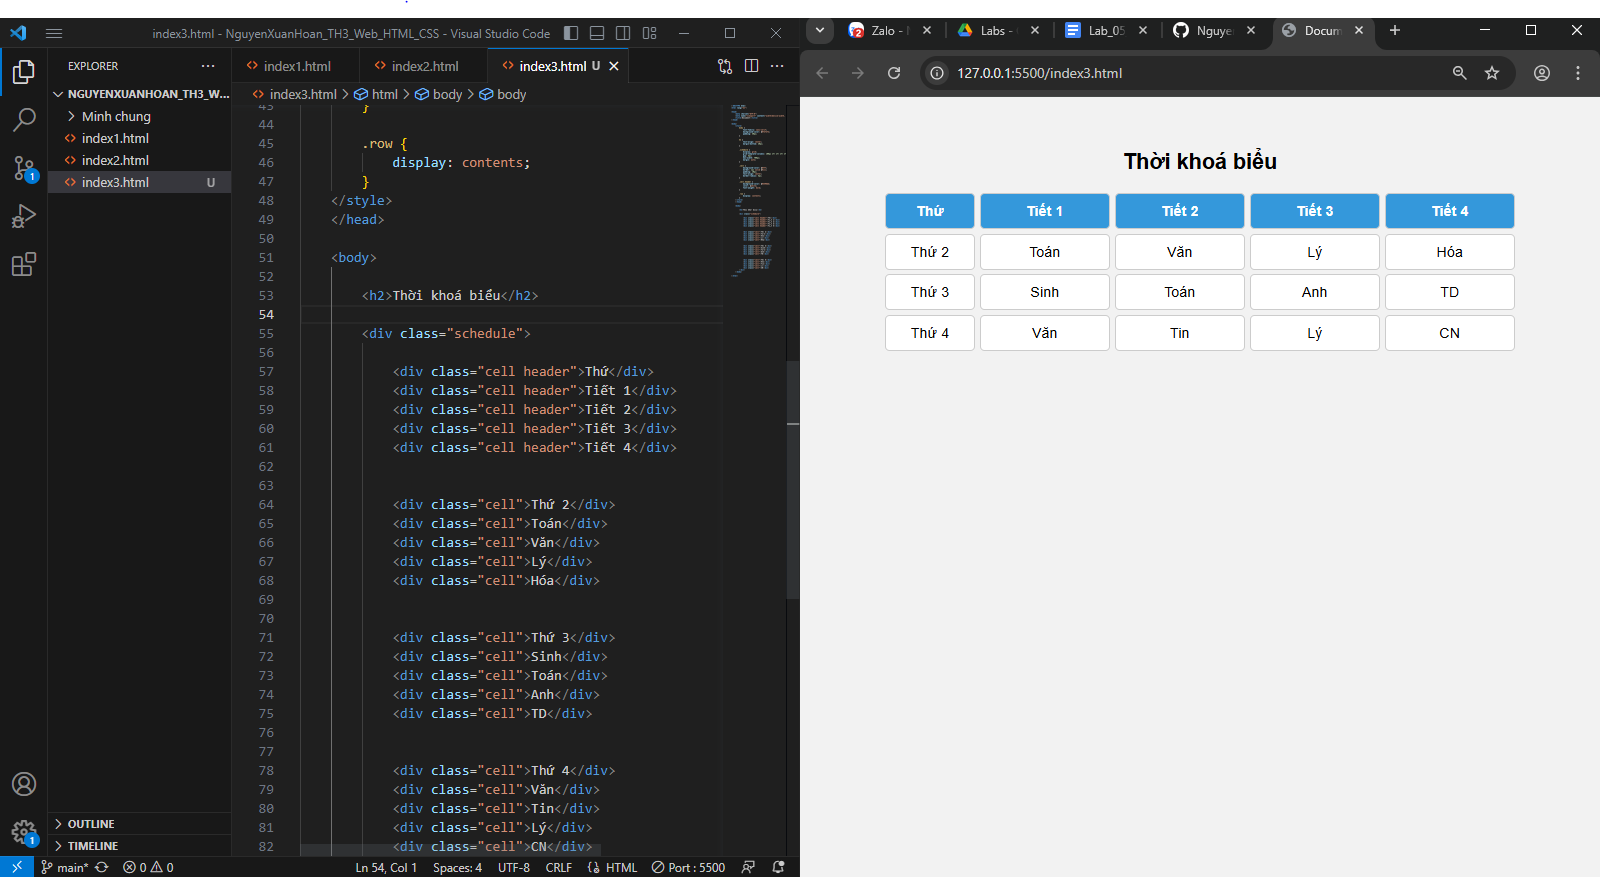 index3.html - NguyenXuanHoan_TH3_Web_HTML_CSS - Visual Studio Code
EXPLORER
NGUYENXUANHOAN_TH3_W...
Minh chung
index1.html
index2.html
index3.html U
OUTLINE
TIMELINE
1
1
index1.html
index2.html
index3.html U
index3.html > html > body > body
43 }
44
45 .row {
46 display: contents;
47 }
48 </style>
49 </head>
50
51 <body>
52
53 <h2>Thời khoá biểu</h2>
54
55 <div class="schedule">
56
57 <div class="cell header">Thứ</div>
58 <div class="cell header">Tiết 1</div>
59 <div class="cell header">Tiết 2</div>
60 <div class="cell header">Tiết 3</div>
61 <div class="cell header">Tiết 4</div>
62
63
64 <div class="cell">Thứ 2</div>
65 <div class="cell">Toán</div>
66 <div class="cell">Văn</div>
67 <div class="cell">Lý</div>
68 <div class="cell">Hóa</div>
69
70
71 <div class="cell">Thứ 3</div>
72 <div class="cell">Sinh</div>
73 <div class="cell">Toán</div>
74 <div class="cell">Anh</div>
75 <div class="cell">TD</div>
76
77
78 <div class="cell">Thứ 4</div>
79 <div class="cell">Văn</div>
80 <div class="cell">Tin</div>
81 <div class="cell">Lý</div>
82 <div class="cell">CN</div>
main* 0 0 Ln 54, Col 1 Spaces: 4 UTF-8 CRLF HTML Port : 5500
2 Zalo - Labs - Lab_05 Nguye Docum
127.0.0.1:5500/index3.html
Thời khoá biểu
Thứ Tiết 1 Tiết 2 Tiết 3 Tiết 4
Thứ 2 Toán Văn Lý Hóa
Thứ 3 Sinh Toán Anh TD
Thứ 4 Văn Tin Lý CN